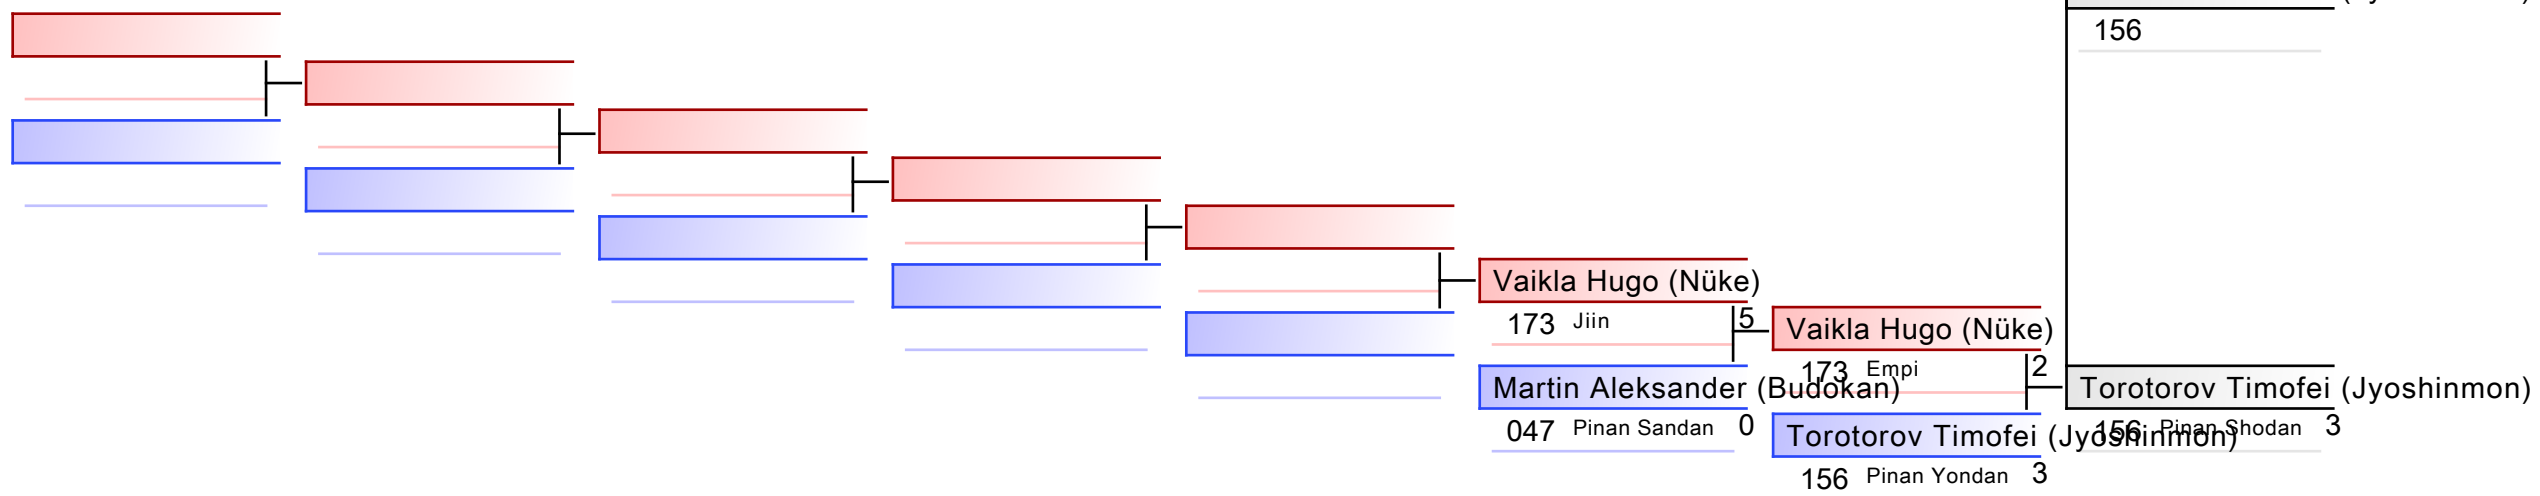 156
Vaikla Hugo (Nüke)
173 Jiin 5
Martin Aleksander (Budokan)
047 Pinan Sandan 0
Vaikla Hugo (Nüke)
173 Empi 2
Torotorov Timofei (Jyoshinmon)
156 Pinan Yondan 3
Torotorov Timofei (Jyoshinmon)
156 Pinan Shodan 3